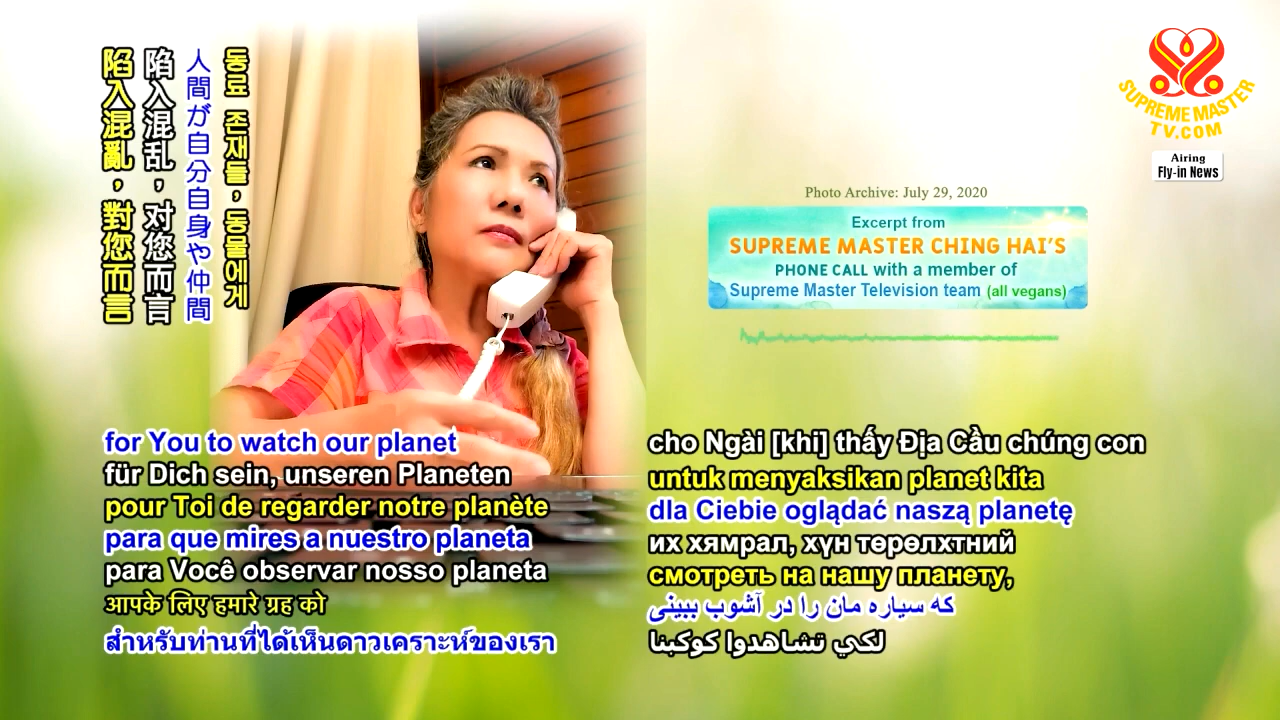 陷入混亂，對您而言
陷入混乱，对您而言
人間が自分自身や仲間
동료 존재들, 동물에게
SUPREME MASTER
TV.COM
Airing
Fly-in News
Photo Archive: July 29, 2020
Excerpt from
SUPREME MASTER CHING HAI'S
PHONE CALL with a member of
Supreme Master Television team (all vegans)
for You to watch our planet
für Dich sein, unseren Planeten
pour Toi de regarder notre planète
para que mires a nuestro planeta
para Você observar nosso planeta
आपके लिए हमारे ग्रह को
สำหรับท่านที่ได้เห็นดาวเคราะห์ของเรา
cho Ngài [khi] thấy Địa Cầu chúng con
untuk menyaksikan planet kita
dla Ciebie oglądać naszą planetę
их хямрал, хүн төрөлхтний
смотреть на нашу планету,
که سیاره مان را در آشوب ببینی
لكي تشاهدوا كوكبنا